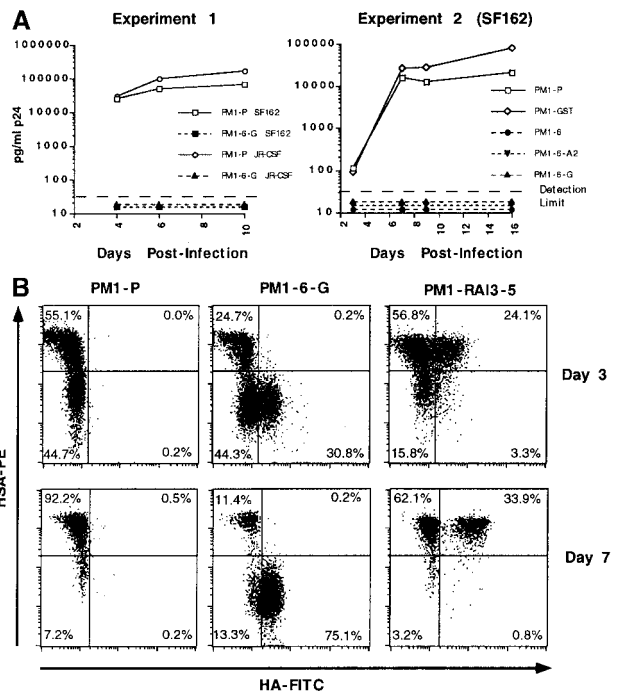 A
Experiment 1
Experiment 2 (SF162)
pg/ml p24
1000000
100000
10000
1000
100
10
2
4
6
8
10
Days Post-Infection
PM1-P SF162
PM1-6-G SF162
PM1-P JR-CSF
PM1-6-G JR-CSF
100000
10000
1000
100
10
2
4
6
8
10
12
14
16
Days Post-Infection
PM1-P
PM1-GST
PM1-6
PM1-6-A2
PM1-6-G
Detection
Limit
B
PM1-P
PM1-6-G
PM1-RAI3-5
55.1% 0.0%
44.7% 0.2%
24.7% 0.2%
44.3% 30.8%
56.8% 24.1%
15.8% 3.3%
Day 3
92.2% 0.5%
7.2% 0.2%
11.4% 0.2%
13.3% 75.1%
62.1% 33.9%
3.2% 0.8%
Day 7
HSA-PE
HA-FITC